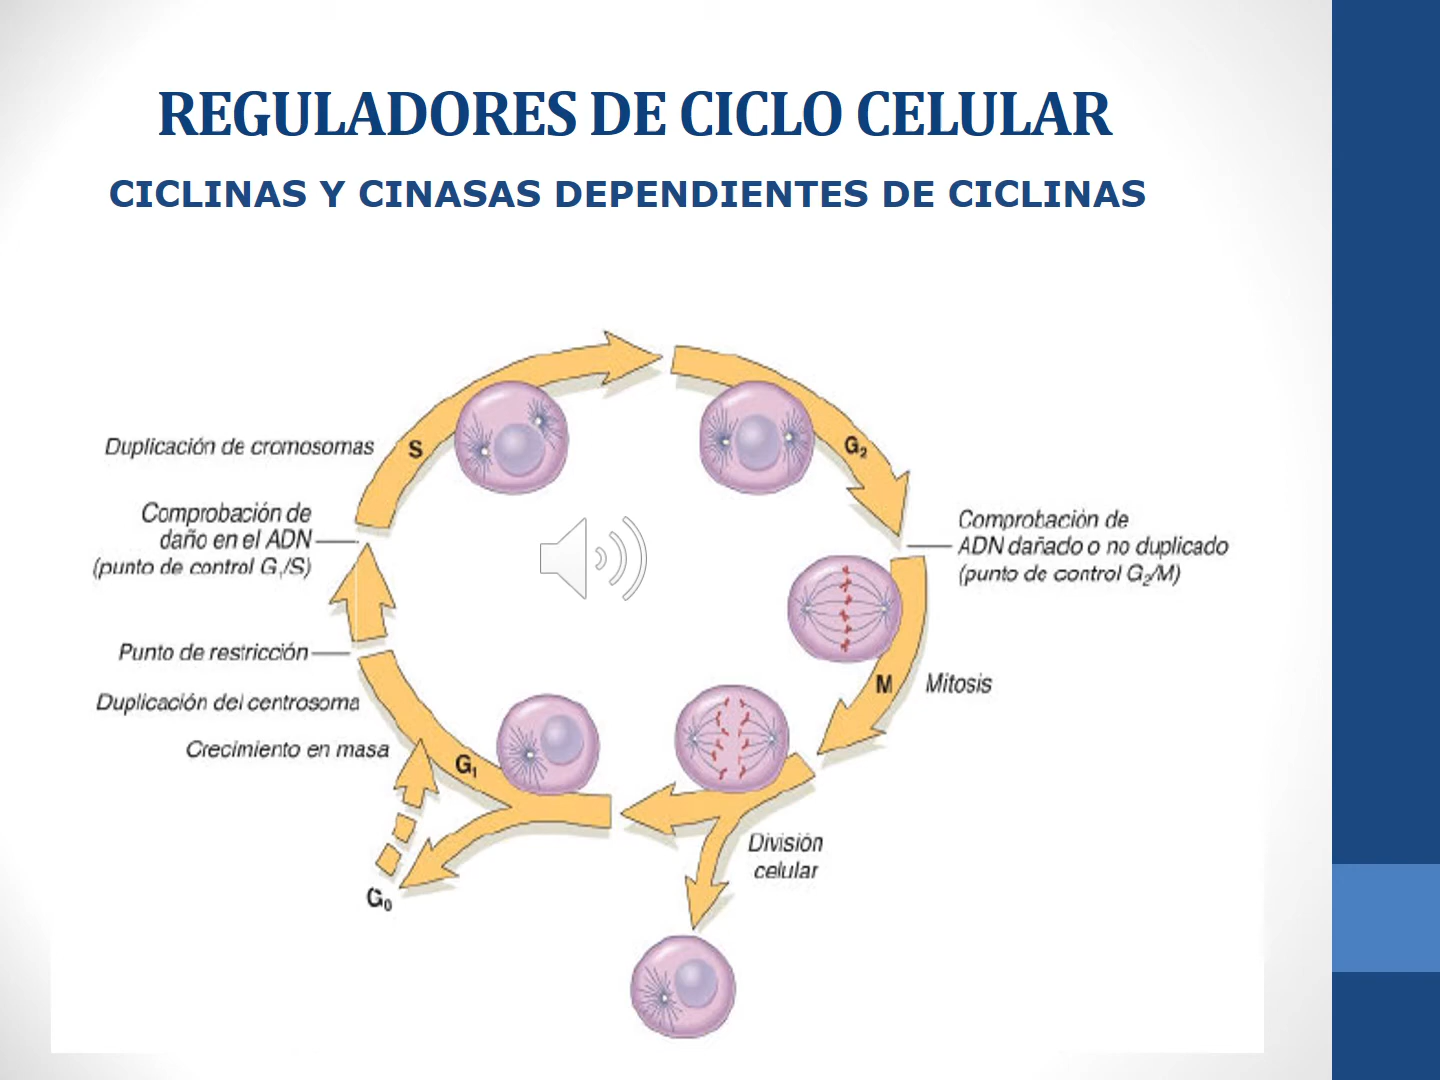 REGULADORES DE CICLO CELULAR
CICLINAS Y CINASAS DEPENDIENTES DE CICLINAS
Duplicación de cromosomas
S
G₂
Comprobación de
daño en el ADN
(punto de control G₁/S)
Comprobación de
ADN dañado o no duplicado
(punto de control G₂/M)
Punto de restricción
M
Mitosis
Duplicación del centrosoma
Crecimiento en masa
G₁
División
celular
G₀